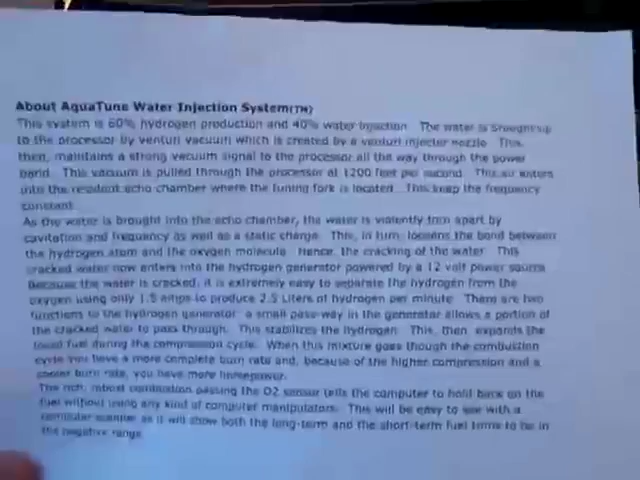 About AquaTune Water Injection System(TM)
This system is 60% hydrogen production and 40% water injection. The water is brought up
to the processor by venturi vacuum which is created by a venturi injector nozzle. This,
then, maintains a strong vacuum signal to the processor all the way through the power
band. This vacuum is pulled through the processor at 1200 feet per second. This air enters
into the resident echo chamber where the tuning fork is located. This keep the frequency
constant.
As the water is brought into the echo chamber, the water is violently torn apart by
cavitation and frequency as well as a static charge. This, in turn, loosens the bond between
the hydrogen atom and the oxygen molecule. Hence, the cracking of the water. This
cracked water now enters into the hydrogen generator powered by a 12 volt power source.
Because the water is cracked, it is extremely easy to separate the hydrogen from the
oxygen using only 1.5 amps to produce 2.5 Liters of hydrogen per minute. There are two
functions to the hydrogen generator: a small pass-way in the generator allows a portion of
the cracked water to pass through. This stabilizes the hydrogen. This, then, expands the
fuel during the compression cycle. When this mixture goes though the combustion
cycle you have a more complete burn rate and, because of the higher compression and a
burn rate, you have more horsepower.
The rich, robust combustion passing the O2 sensor tells the computer to hold back on the
fuel without using any kind of computer manipulators. This will be easy to see with a
computer scanner as it will show both the long-term and the short-term fuel trims to be in
the negative range.